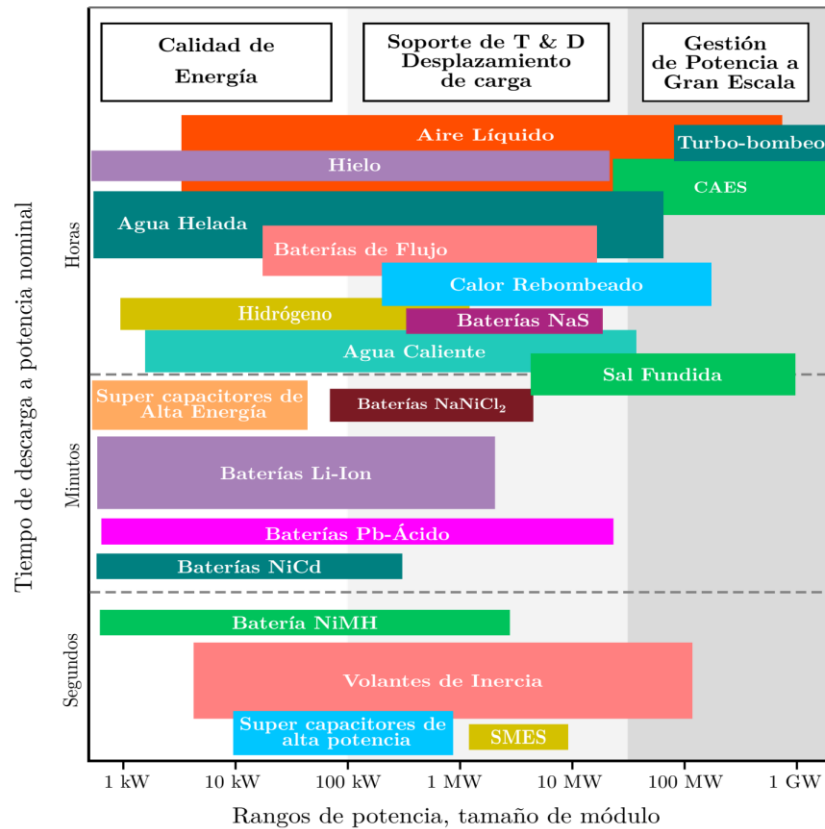 Calidad de
Energía
Soporte de T & D
Desplazamiento
de carga
Gestión
de Potencia a
Gran Escala
Tiempo de descarga a potencia nominal
Horas
Minutos
Segundos
Aire Líquido
Turbo-bombeo
Hielo
CAES
Agua Helada
Baterías de Flujo
Calor Rebombeado
Hidrógeno
Baterías NaS
Agua Caliente
Sal Fundida
Super capacitores de
Alta Energía
Baterías NaNiCl₂
Baterías Li-Ion
Baterías Pb-Ácido
Baterías NiCd
Batería NiMH
Volantes de Inercia
Super capacitores de
alta potencia
SMES
1 kW 10 kW 100 kW 1 MW 10 MW 100 MW 1 GW
Rangos de potencia, tamaño de módulo